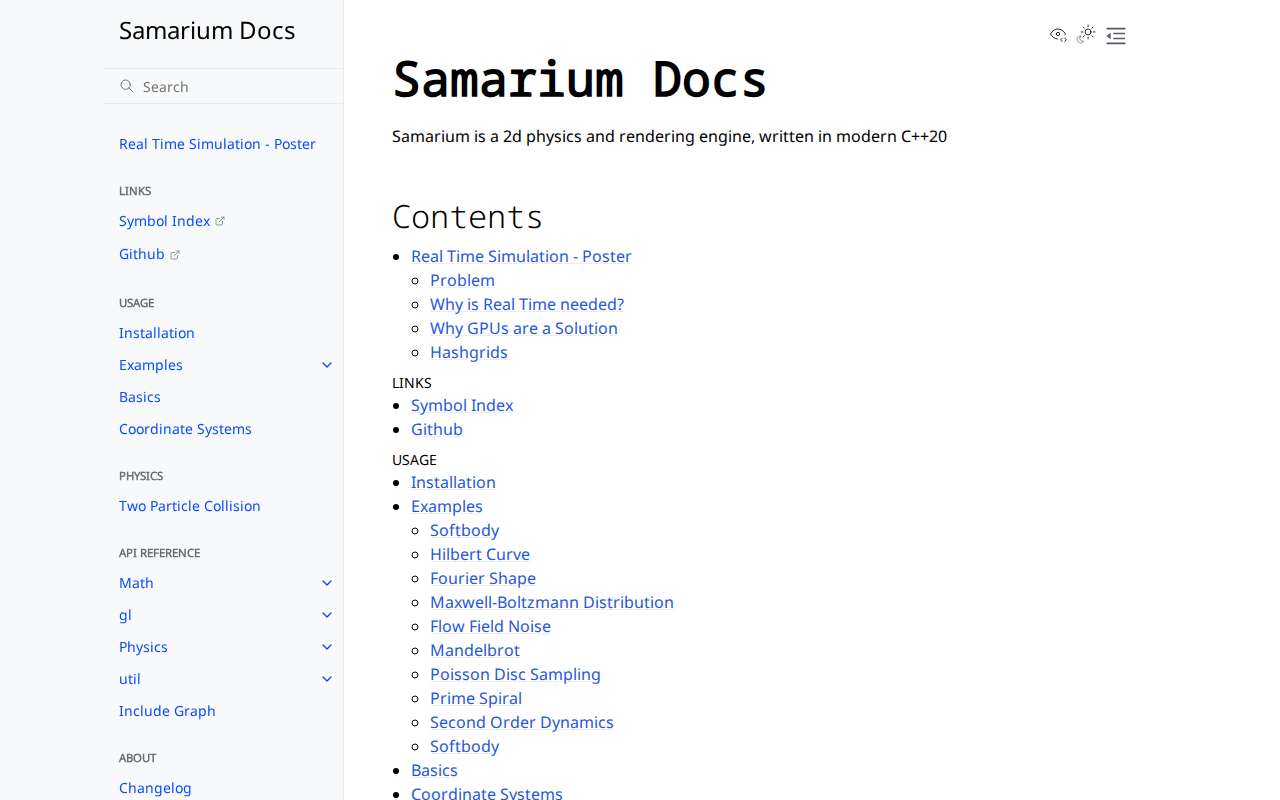 Samarium Docs
Search
Real Time Simulation - Poster
LINKS
Symbol Index
Github
USAGE
Installation
Examples
Basics
Coordinate Systems
PHYSICS
Two Particle Collision
API REFERENCE
Math
gl
Physics
util
Include Graph
ABOUT
Changelog
Samarium Docs
Samarium is a 2d physics and rendering engine, written in modern C++20
Contents
Real Time Simulation - Poster
Problem
Why is Real Time needed?
Why GPUs are a Solution
Hashgrids
LINKS
Symbol Index
Github
USAGE
Installation
Examples
Softbody
Hilbert Curve
Fourier Shape
Maxwell-Boltzmann Distribution
Flow Field Noise
Mandelbrot
Poisson Disc Sampling
Prime Spiral
Second Order Dynamics
Softbody
Basics
Coordinate Systems